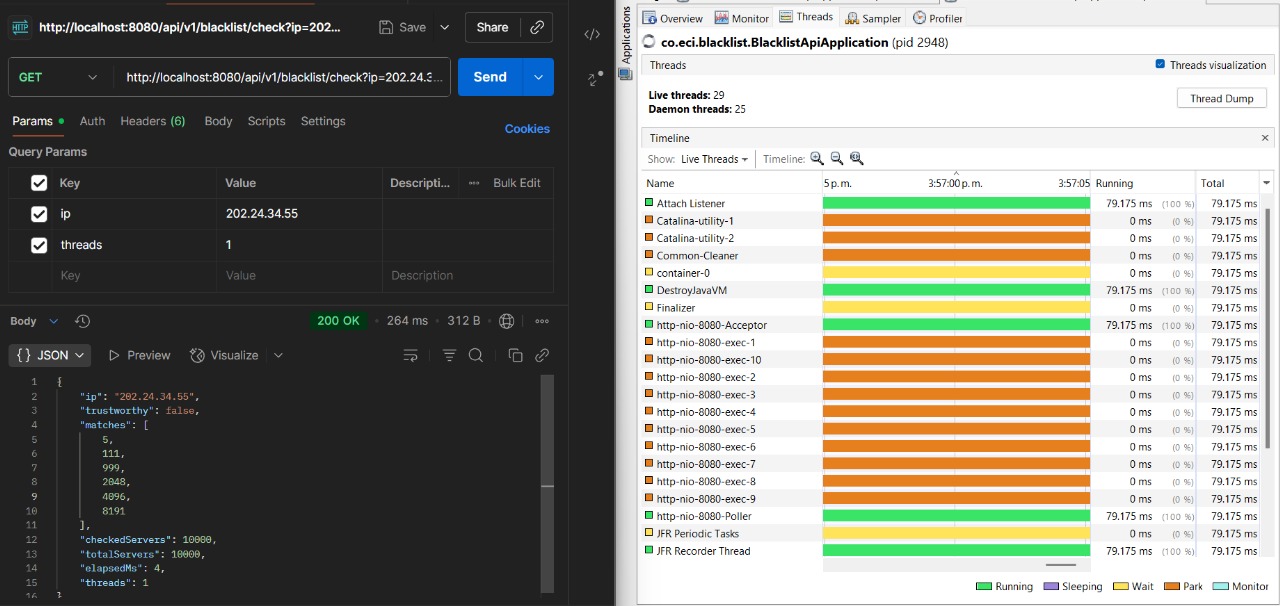 http://localhost:8080/api/v1/blacklist/check?ip=202...
Save
Share
GET
http://localhost:8080/api/v1/blacklist/check?ip=202.24.3...
Send
Params
Auth
Headers (6)
Body
Scripts
Settings
Cookies
Query Params
Key Value Descripti... Bulk Edit
ip 202.24.34.55
threads 1
Key Value Description
Body
200 OK
264 ms
312 B
{} JSON
Preview
Visualize
1 {
2 "ip": "202.24.34.55",
3 "trustworthy": false,
4 "matches": [
5 5,
6 111,
7 999,
8 2048,
9 4096,
10 8191
11 ],
12 "checkedServers": 10000,
13 "totalServers": 10000,
14 "elapsedMs": 4,
15 "threads": 1
16 }
Applications
Overview
Monitor
Threads
Sampler
Profiler
co.eci.blacklist.BlacklistApiApplication (pid 2948)
Threads
Threads visualization
Live threads: 29
Daemon threads: 25
Thread Dump
Timeline
Show: Live Threads
Timeline:
Name 5 p. m. 3:57:00 p. m. 3:57:05 Running Total
Attach Listener 79.175 ms (100 %) 79.175 ms
Catalina-utility-1 0 ms (0 %) 79.175 ms
Catalina-utility-2 0 ms (0 %) 79.175 ms
Common-Cleaner 0 ms (0 %) 79.175 ms
container-0 0 ms (0 %) 79.175 ms
DestroyJavaVM 79.175 ms (100 %) 79.175 ms
Finalizer 0 ms (0 %) 79.175 ms
http-nio-8080-Acceptor 79.175 ms (100 %) 79.175 ms
http-nio-8080-exec-1 0 ms (0 %) 79.175 ms
http-nio-8080-exec-10 0 ms (0 %) 79.175 ms
http-nio-8080-exec-2 0 ms (0 %) 79.175 ms
http-nio-8080-exec-3 0 ms (0 %) 79.175 ms
http-nio-8080-exec-4 0 ms (0 %) 79.175 ms
http-nio-8080-exec-5 0 ms (0 %) 79.175 ms
http-nio-8080-exec-6 0 ms (0 %) 79.175 ms
http-nio-8080-exec-7 0 ms (0 %) 79.175 ms
http-nio-8080-exec-8 0 ms (0 %) 79.175 ms
http-nio-8080-exec-9 0 ms (0 %) 79.175 ms
http-nio-8080-Poller 79.175 ms (100 %) 79.175 ms
JFR Periodic Tasks 0 ms (0 %) 79.175 ms
JFR Recorder Thread 79.175 ms (100 %) 79.175 ms
Running Sleeping Wait Park Monitor